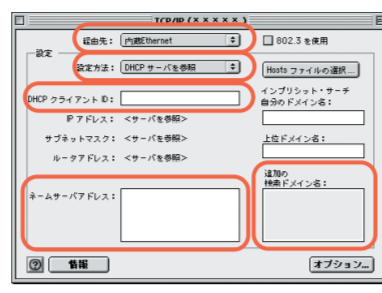 TCP/IP (××××××)
経由先： 内蔵Ethernet
802.3 を使用
設定
設定方法： DHCP サーバを参照
Hosts ファイルの選択...
DHCP クライアント ID：
インプリシット・サーチ
自分のドメイン名：
IP アドレス： <サーバを参照>
サブネットマスク： <サーバを参照>
上位ドメイン名：
ルータアドレス： <サーバを参照>
追加の
検索ドメイン名：
ネームサーバアドレス：
?
情報
オプション...